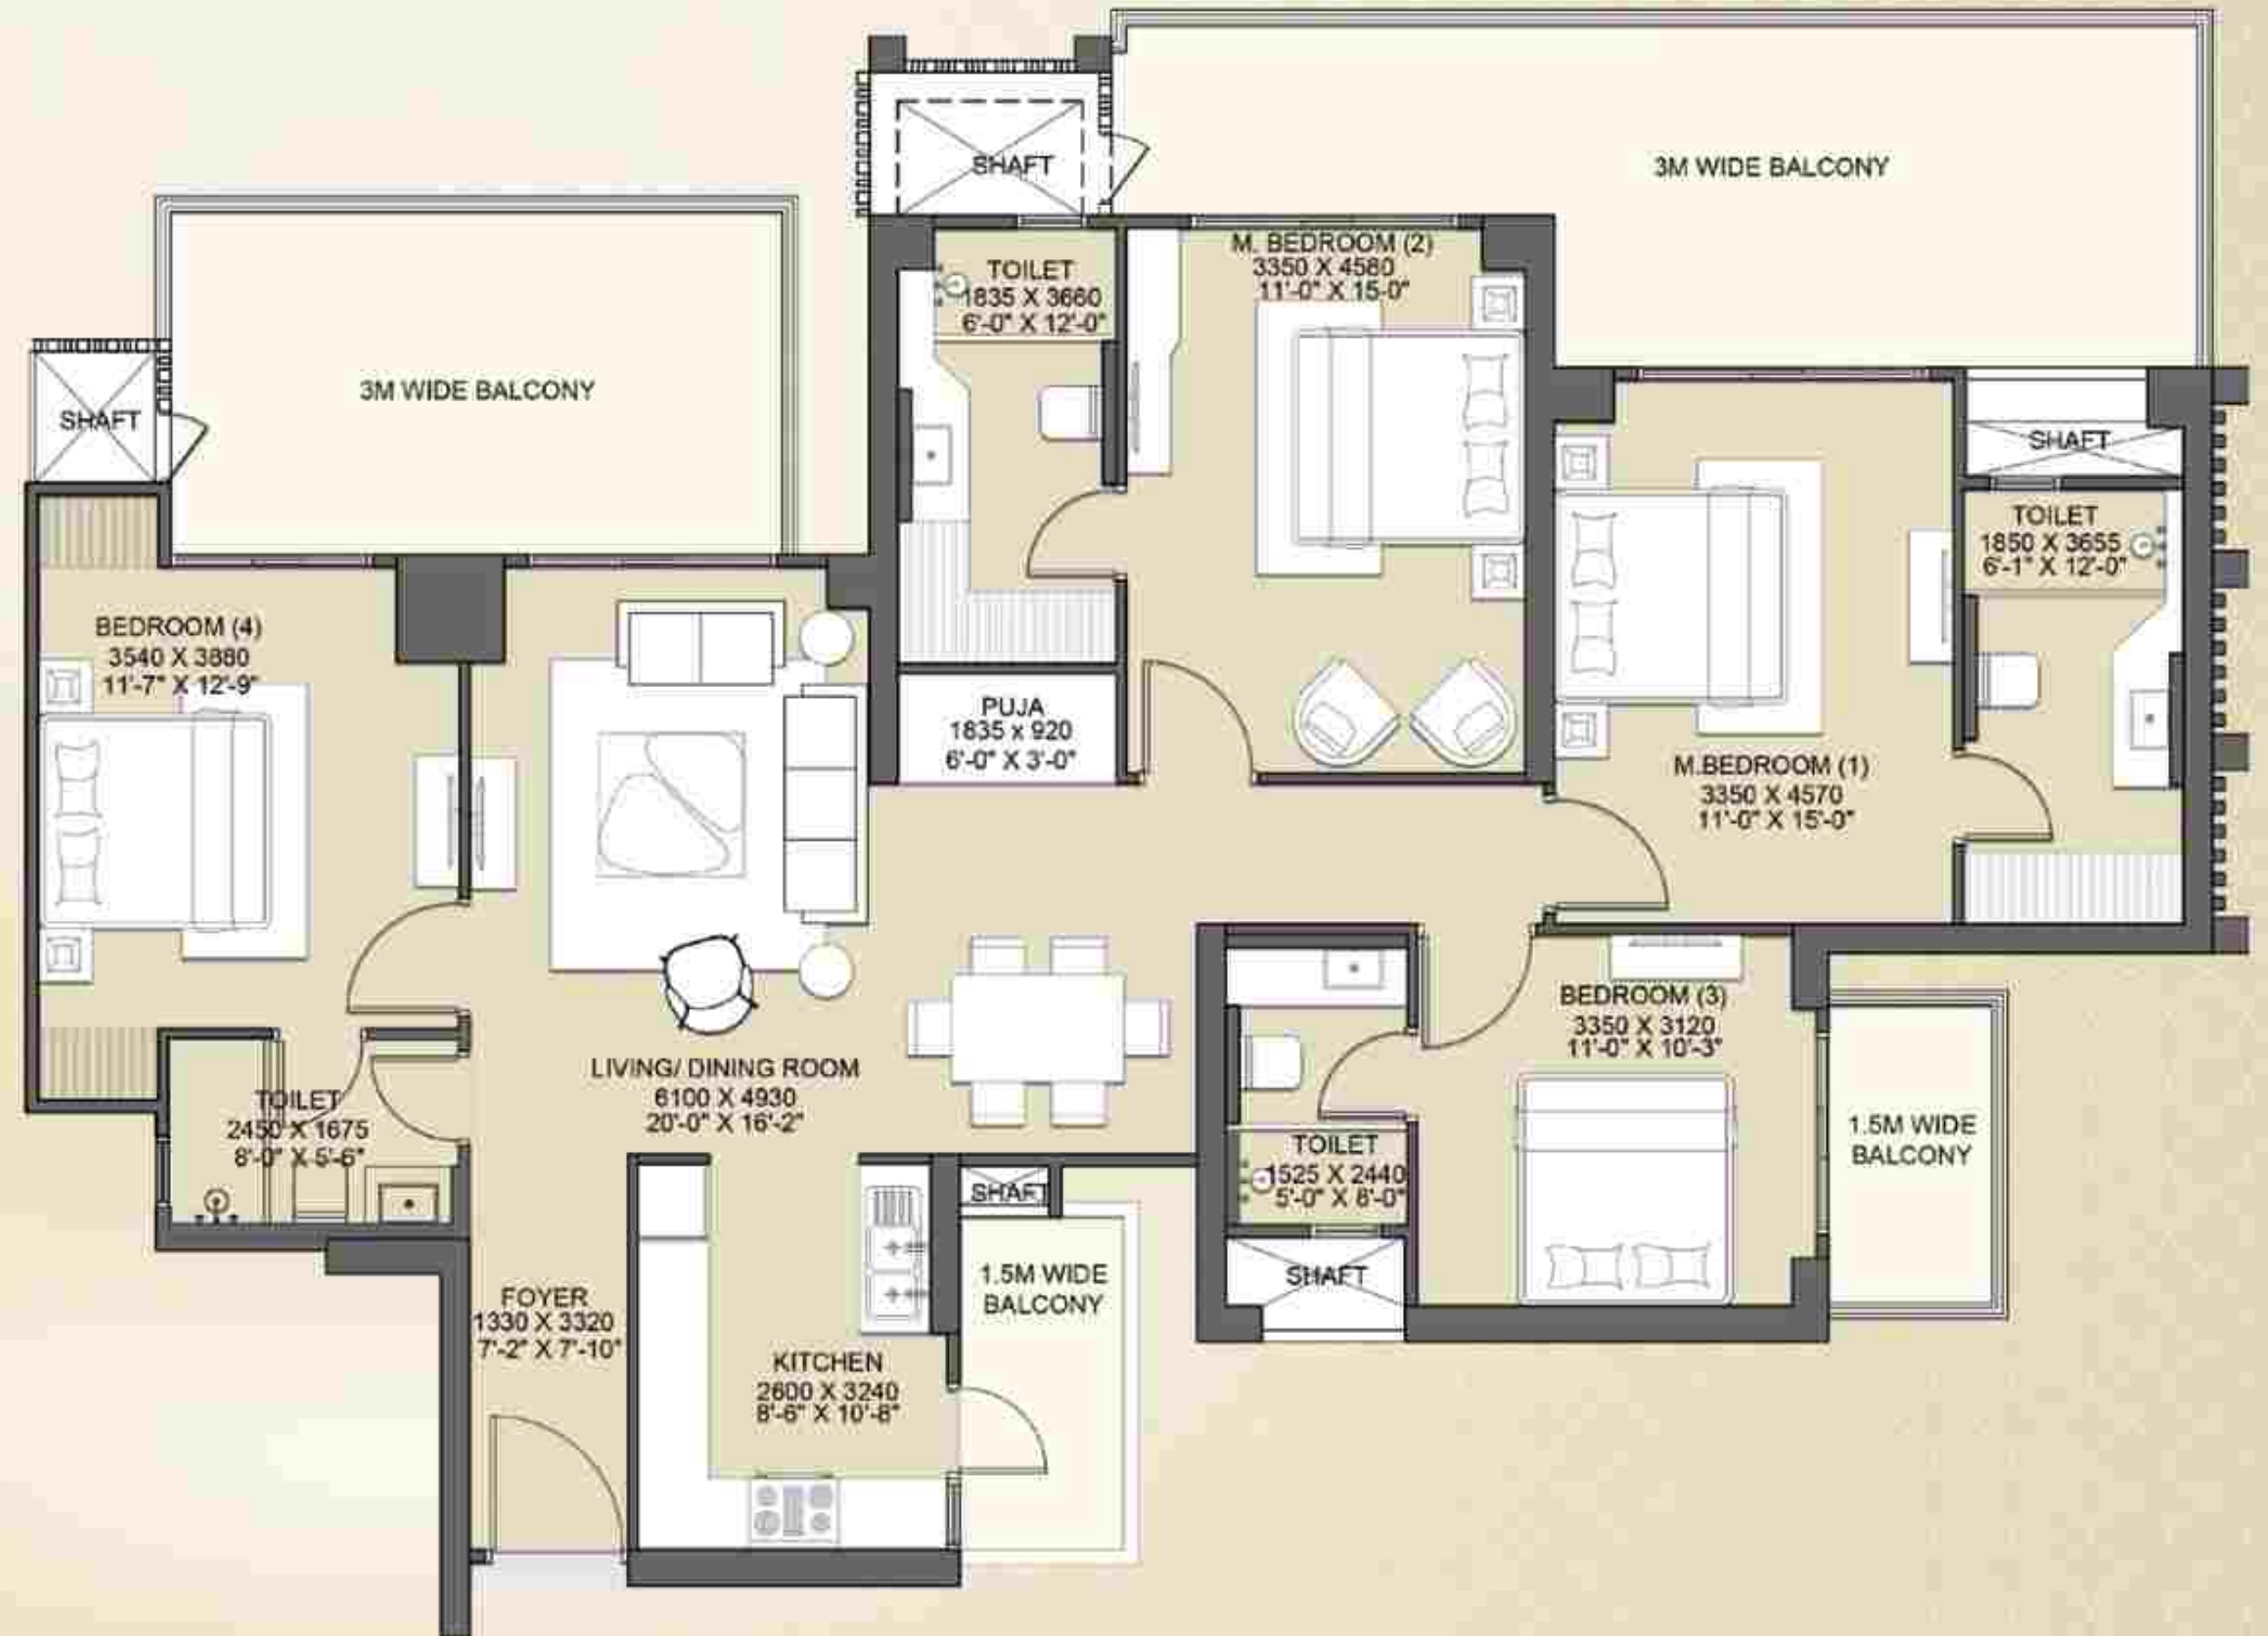 3M WIDE BALCONY
SHAFT
3M WIDE BALCONY
SHAFT
TOILET
1835 X 3660
6'-0" X 12'-0"
M. BEDROOM (2)
3350 X 4580
11'-0" X 15-0"
SHAFT
TOILET
1850 X 3655
6'-1" X 12'-0"
BEDROOM (4)
3540 X 3880
11'-7" X 12'-9"
PUJA
1835 x 920
6'-0" X 3'-0"
M.BEDROOM (1)
3350 X 4570
11'-0" X 15'-0"
LIVING/ DINING ROOM
6100 X 4930
20'-0" X 16'-2"
BEDROOM (3)
3350 X 3120
11'-0" X 10'-3"
TOILET
2450 X 1675
8'-0" X 5'-6"
TOILET
1525 X 2440
5'-0" X 8'-0"
1.5M WIDE
BALCONY
SHAFT
1.5M WIDE
BALCONY
SHAFT
FOYER
1330 X 3320
7'-2" X 7'-10"
KITCHEN
2600 X 3240
8'-6" X 10'-8"